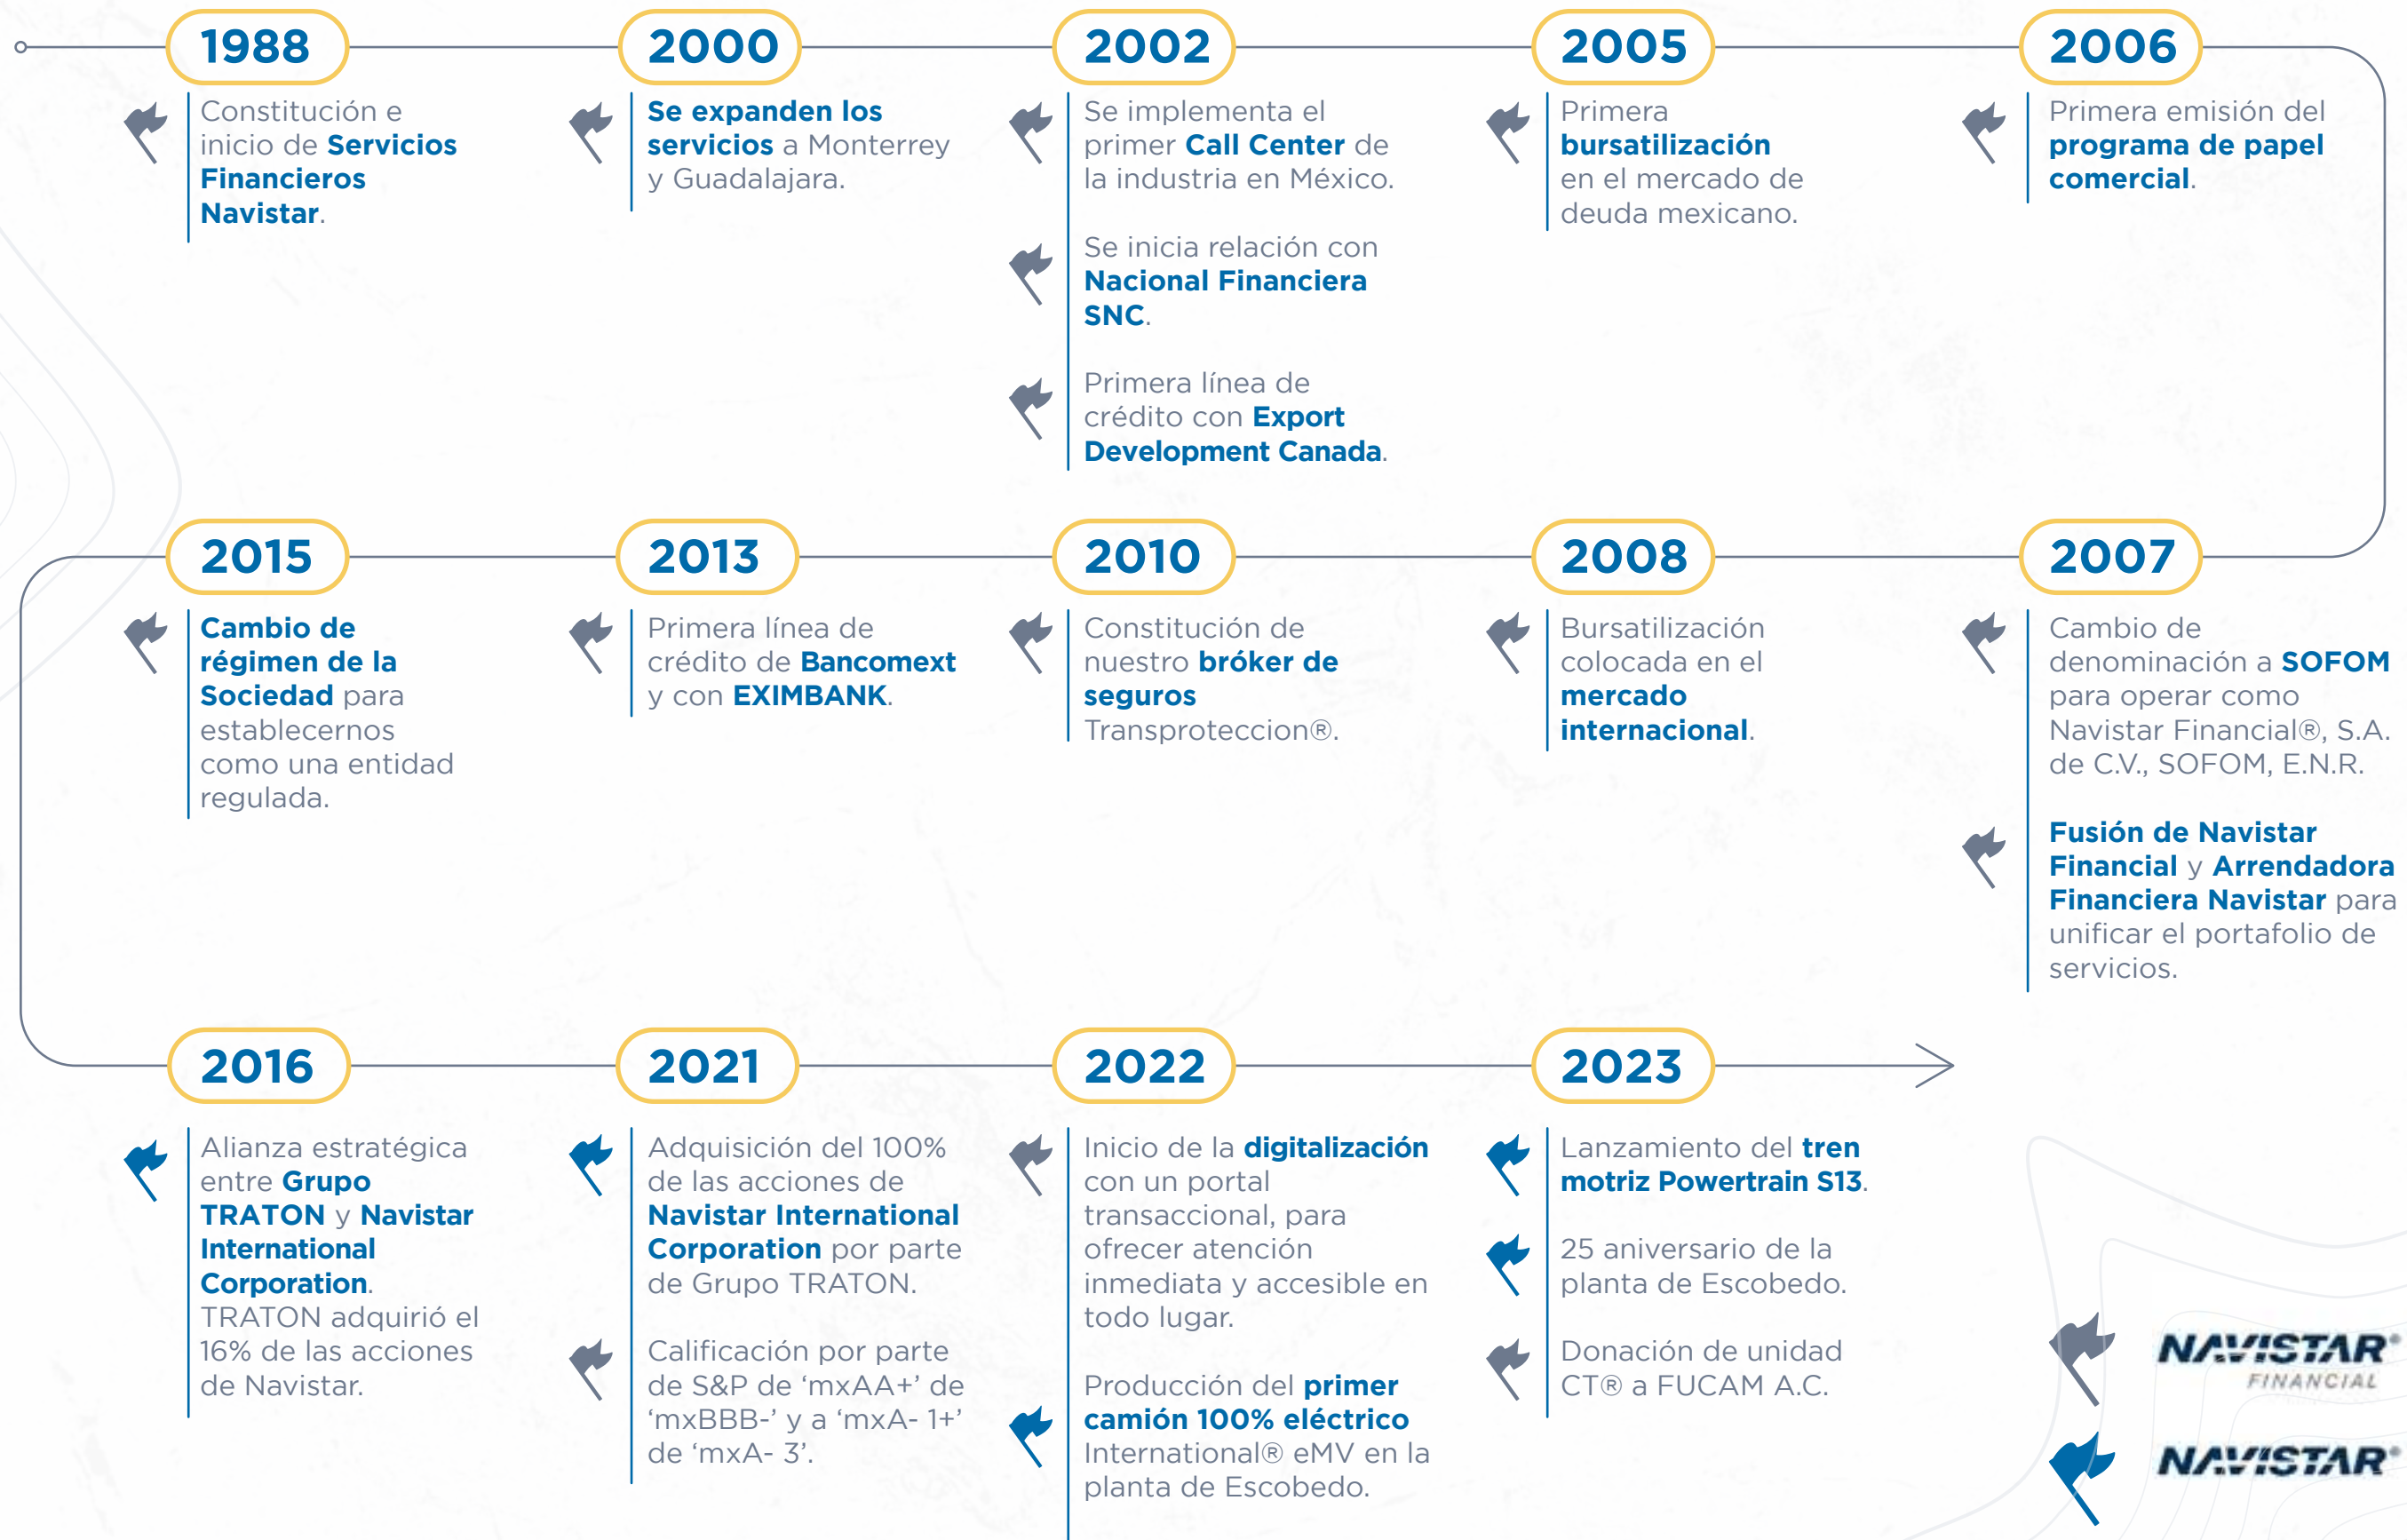 1988
Constitución e
inicio de Servicios
Financieros
Navistar.
2000
Se expanden los
servicios a Monterrey
y Guadalajara.
2002
Se implementa el
primer Call Center de
la industria en México.
Se inicia relación con
Nacional Financiera
SNC.
Primera línea de
crédito con Export
Development Canada.
2005
Primera
bursatilización
en el mercado de
deuda mexicano.
2006
Primera emisión del
programa de papel
comercial.
2007
Cambio de
denominación a SOFOM
para operar como
Navistar Financial®, S.A.
de C.V., SOFOM, E.N.R.
Fusión de Navistar
Financial y Arrendadora
Financiera Navistar para
unificar el portafolio de
servicios.
2008
Bursatilización
colocada en el
mercado
internacional.
2010
Constitución de
nuestro bróker de
seguros
Transproteccion®.
2013
Primera línea de
crédito de Bancomext
y con EXIMBANK.
2015
Cambio de
régimen de la
Sociedad para
establecernos
como una entidad
regulada.
2016
Alianza estratégica
entre Grupo
TRATON y Navistar
International
Corporation.
TRATON adquirió el
16% de las acciones
de Navistar.
2021
Adquisición del 100%
de las acciones de
Navistar International
Corporation por parte
de Grupo TRATON.
Calificación por parte
de S&P de ‘mxAA+’ de
‘mxBBB-’ y a ‘mxA- 1+’
de ‘mxA- 3’.
2022
Inicio de la digitalización
con un portal
transaccional, para
ofrecer atención
inmediata y accesible en
todo lugar.
Producción del primer
camión 100% eléctrico
International® eMV en la
planta de Escobedo.
2023
Lanzamiento del tren
motriz Powertrain S13.
25 aniversario de la
planta de Escobedo.
Donación de unidad
CT® a FUCAM A.C.
NAVISTAR®
FINANCIAL
NAVISTAR®